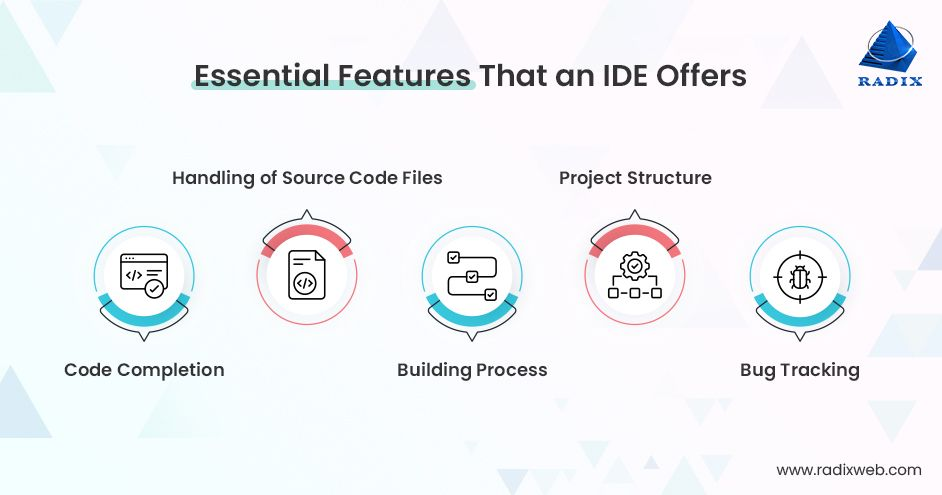 Essential Features That an IDE Offers
RADIX
Handling of Source Code Files
Project Structure
Code Completion
Building Process
Bug Tracking
www.radixweb.com